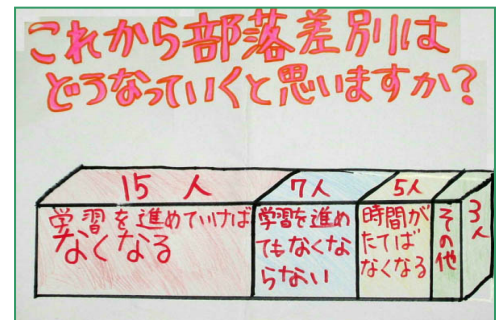 これから部落差別は
どうなっていくと思いますか?
15人
学習を進めていけば
なくなる
7人
学習を進め
てもなくな
らない
5人
時間が
たてば
なくなる
その他
3人